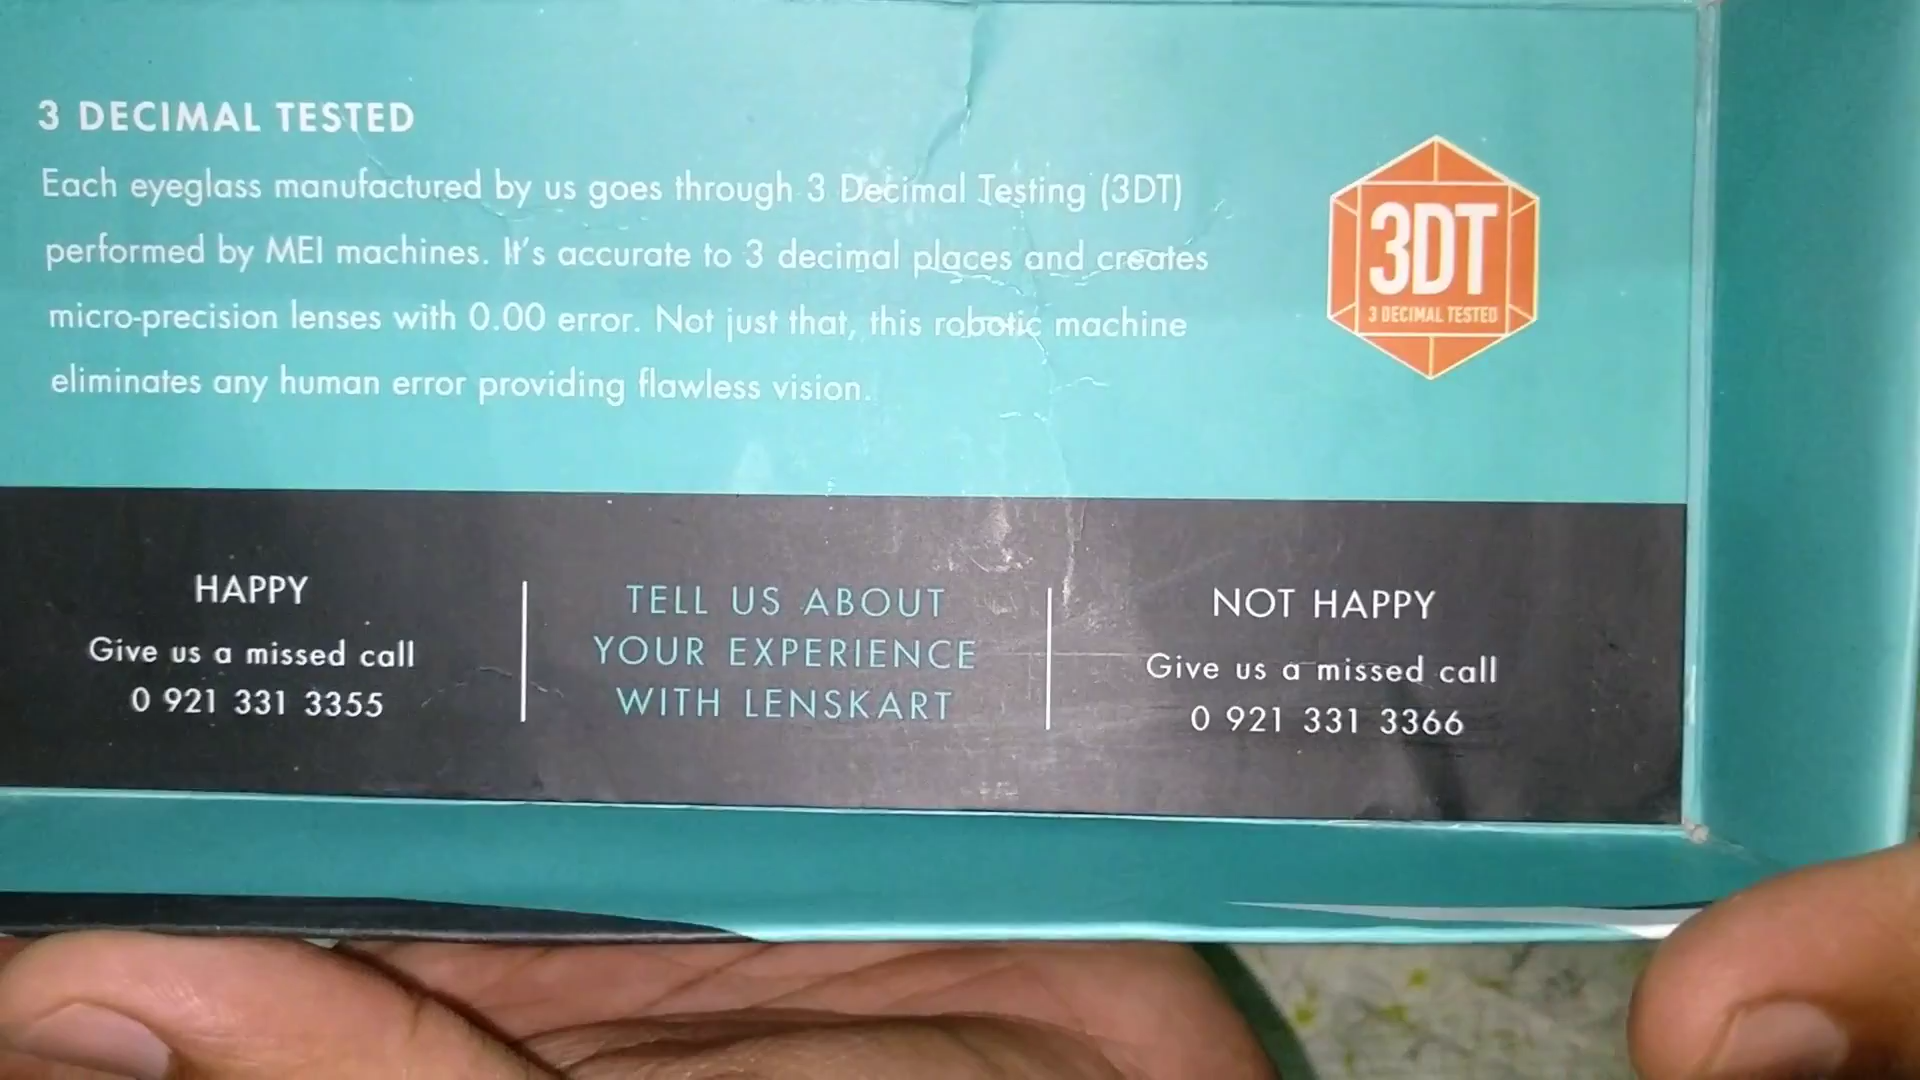 3 DECIMAL TESTED
Each eyeglass manufactured by us goes through 3 Decimal Testing (3DT)
performed by MEI machines. It's accurate to 3 decimal places and creates
micro-precision lenses with 0.00 error. Not just that, this robotic machine
eliminates any human error providing flawless vision.
3DT
3 DECIMAL TESTED
HAPPY
Give us a missed call
0 921 331 3355
TELL US ABOUT
YOUR EXPERIENCE
WITH LENSKART
NOT HAPPY
Give us a missed call
0 921 331 3366